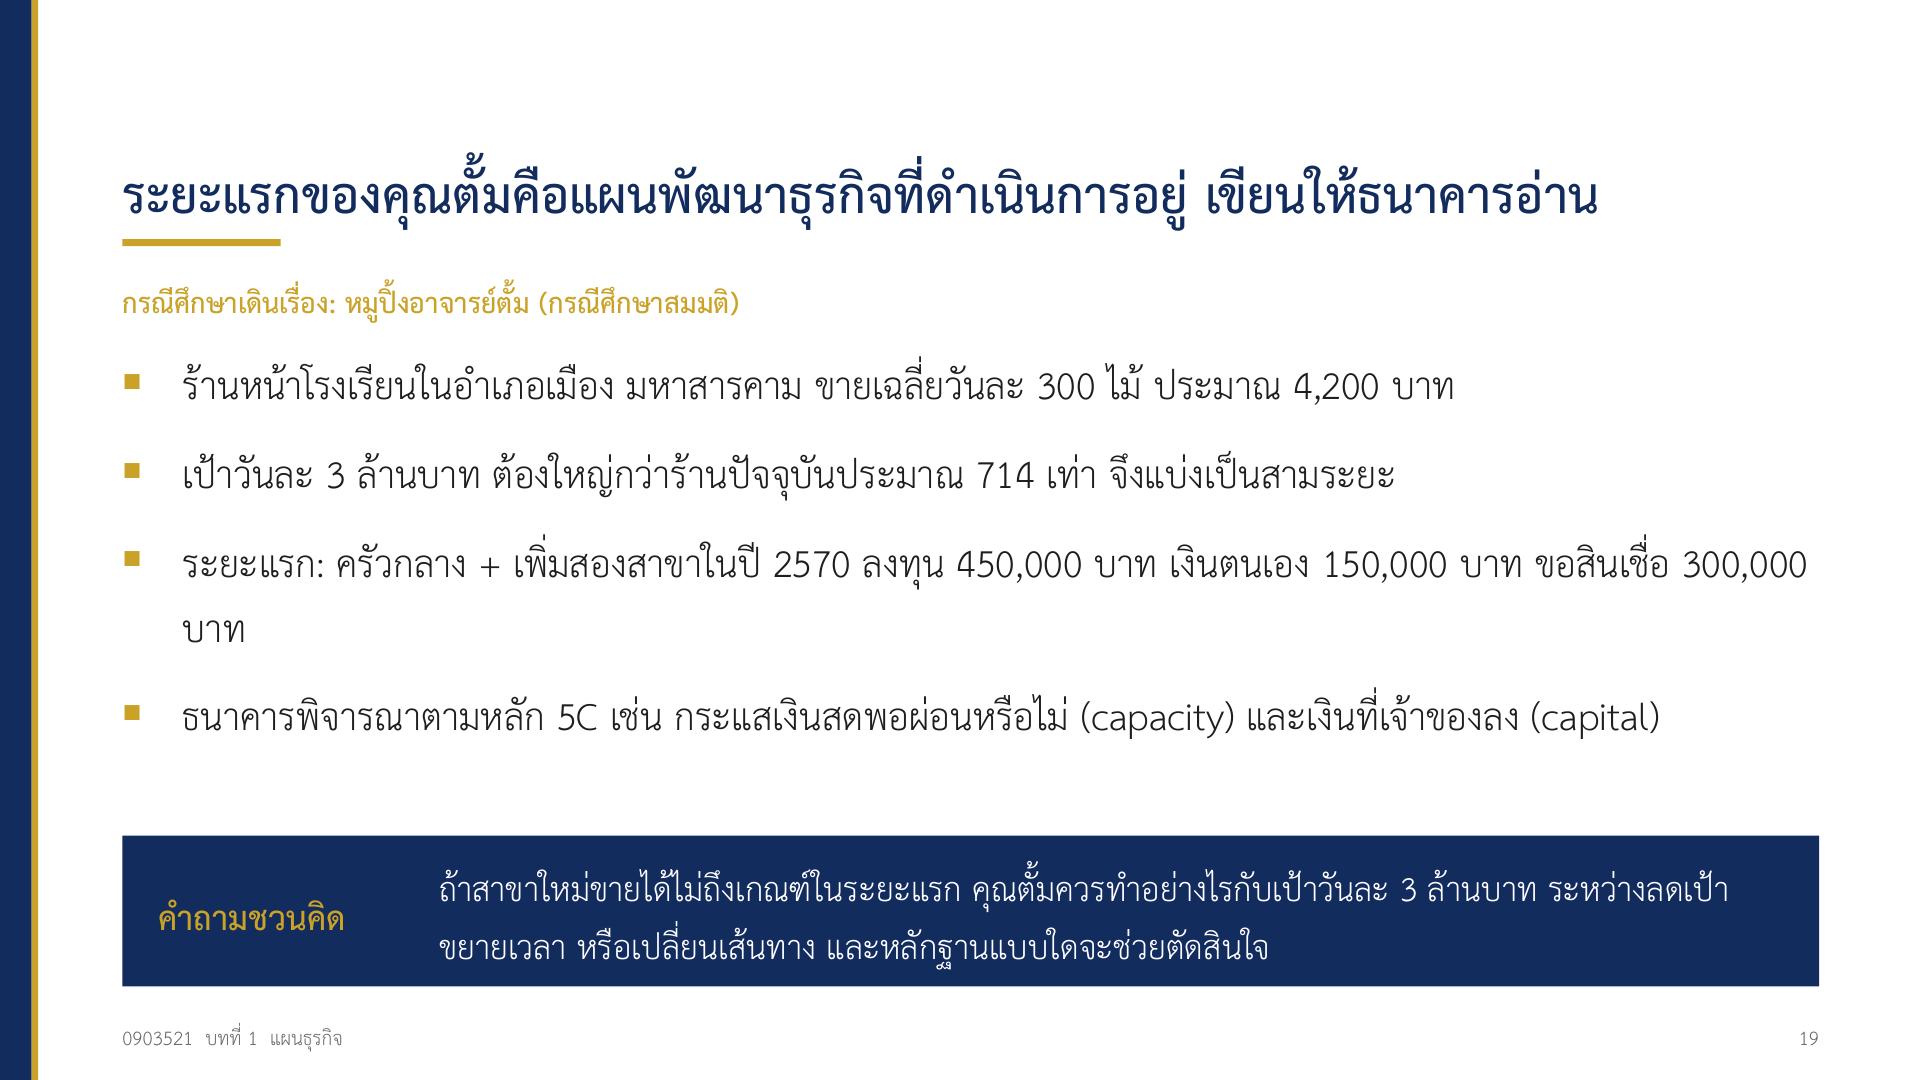 ระยะแรกของคุณตั้มคือแผนพัฒนาธุรกิจที่ดำเนินการอยู่ เขียนให้ธนาคารอ่าน
กรณีศึกษาเดินเรื่อง: หมูปิ้งอาจารย์ตั้ม (กรณีศึกษาสมมติ)
ร้านหน้าโรงเรียนในอำเภอเมือง มหาสารคาม ขายเฉลี่ยวันละ 300 ไม้ ประมาณ 4,200 บาท
เป้าวันละ 3 ล้านบาท ต้องใหญ่กว่าร้านปัจจุบันประมาณ 714 เท่า จึงแบ่งเป็นสามระยะ
ระยะแรก: ครัวกลาง + เพิ่มสองสาขาในปี 2570 ลงทุน 450,000 บาท เงินตนเอง 150,000 บาท ขอสินเชื่อ 300,000
บาท
ธนาคารพิจารณาตามหลัก 5C เช่น กระแสเงินสดพอผ่อนหรือไม่ (capacity) และเงินที่เจ้าของลง (capital)
คำถามชวนคิด
ถ้าสาขาใหม่ขายได้ไม่ถึงเกณฑ์ในระยะแรก คุณตั้มควรทำอย่างไรกับเป้าวันละ 3 ล้านบาท ระหว่างลดเป้า
ขยายเวลา หรือเปลี่ยนเส้นทาง และหลักฐานแบบใดจะช่วยตัดสินใจ
0903521 บทที่ 1 แผนธุรกิจ
19